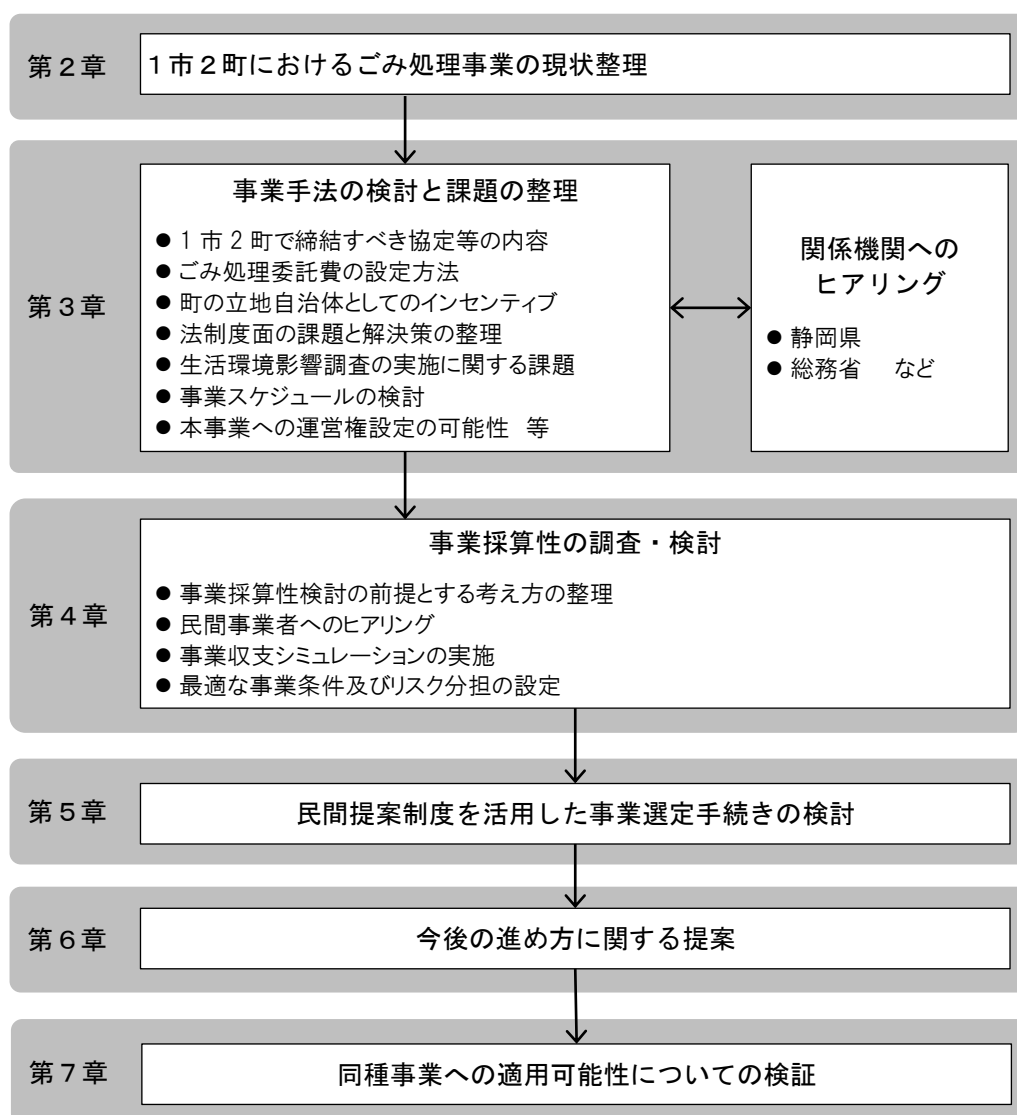 第2章
1市2町におけるごみ処理事業の現状整理
第3章
事業手法の検討と課題の整理
● 1市2町で締結すべき協定等の内容
● ごみ処理委託費の設定方法
● 町の立地自治体としてのインセンティブ
● 法制度面の課題と解決策の整理
● 生活環境影響調査の実施に関する課題
● 事業スケジュールの検討
● 本事業への運営権設定の可能性 等
関係機関への
ヒアリング
● 静岡県
● 総務省 など
第4章
事業採算性の調査・検討
● 事業採算性検討の前提とする考え方の整理
● 民間事業者へのヒアリング
● 事業収支シミュレーションの実施
● 最適な事業条件及びリスク分担の設定
第5章
民間提案制度を活用した事業選定手続きの検討
第6章
今後の進め方に関する提案
第7章
同種事業への適用可能性についての検証